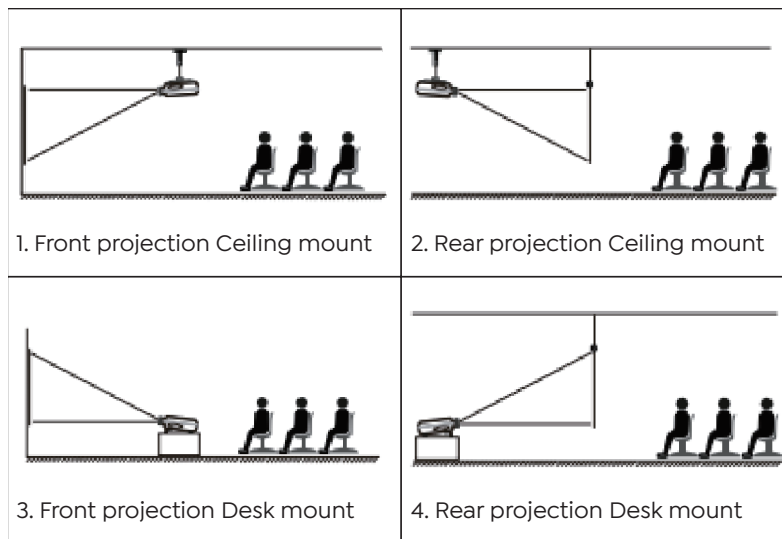 1. Front projection Ceiling mount
2. Rear projection Ceiling mount
3. Front projection Desk mount
4. Rear projection Desk mount